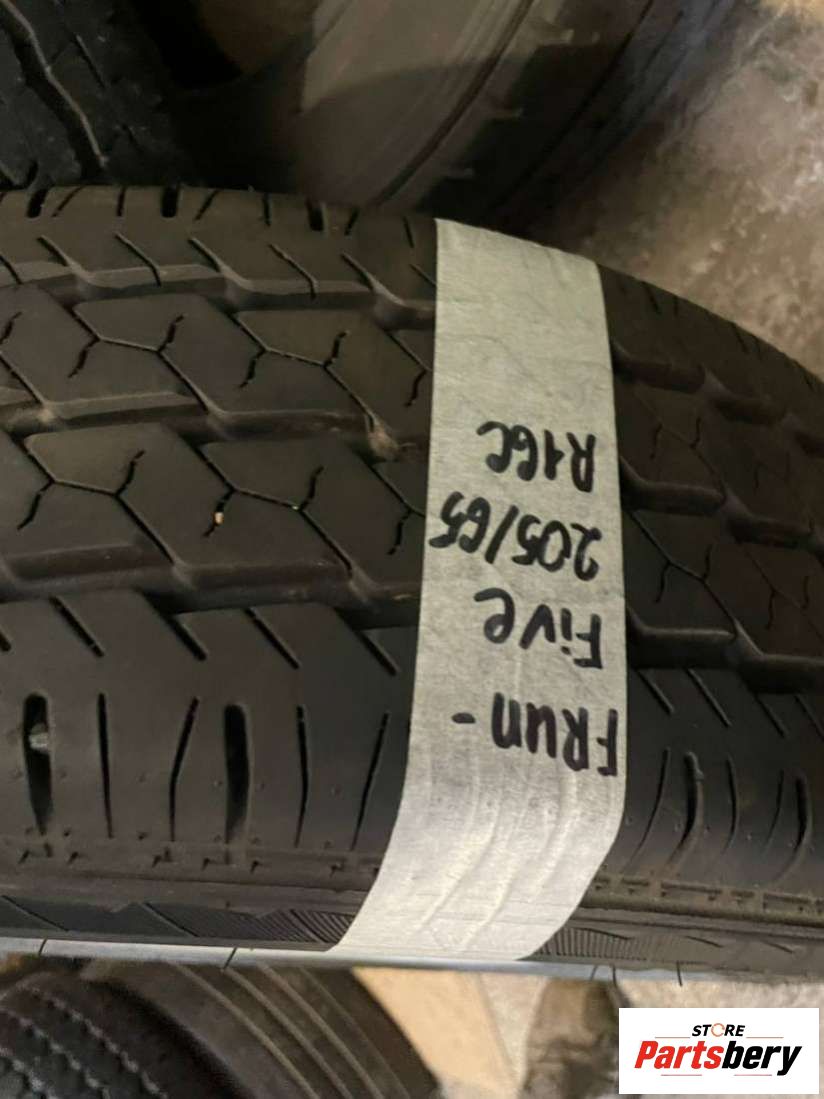 FRun-
Five
205/65
R16C
STORE
Partsbery